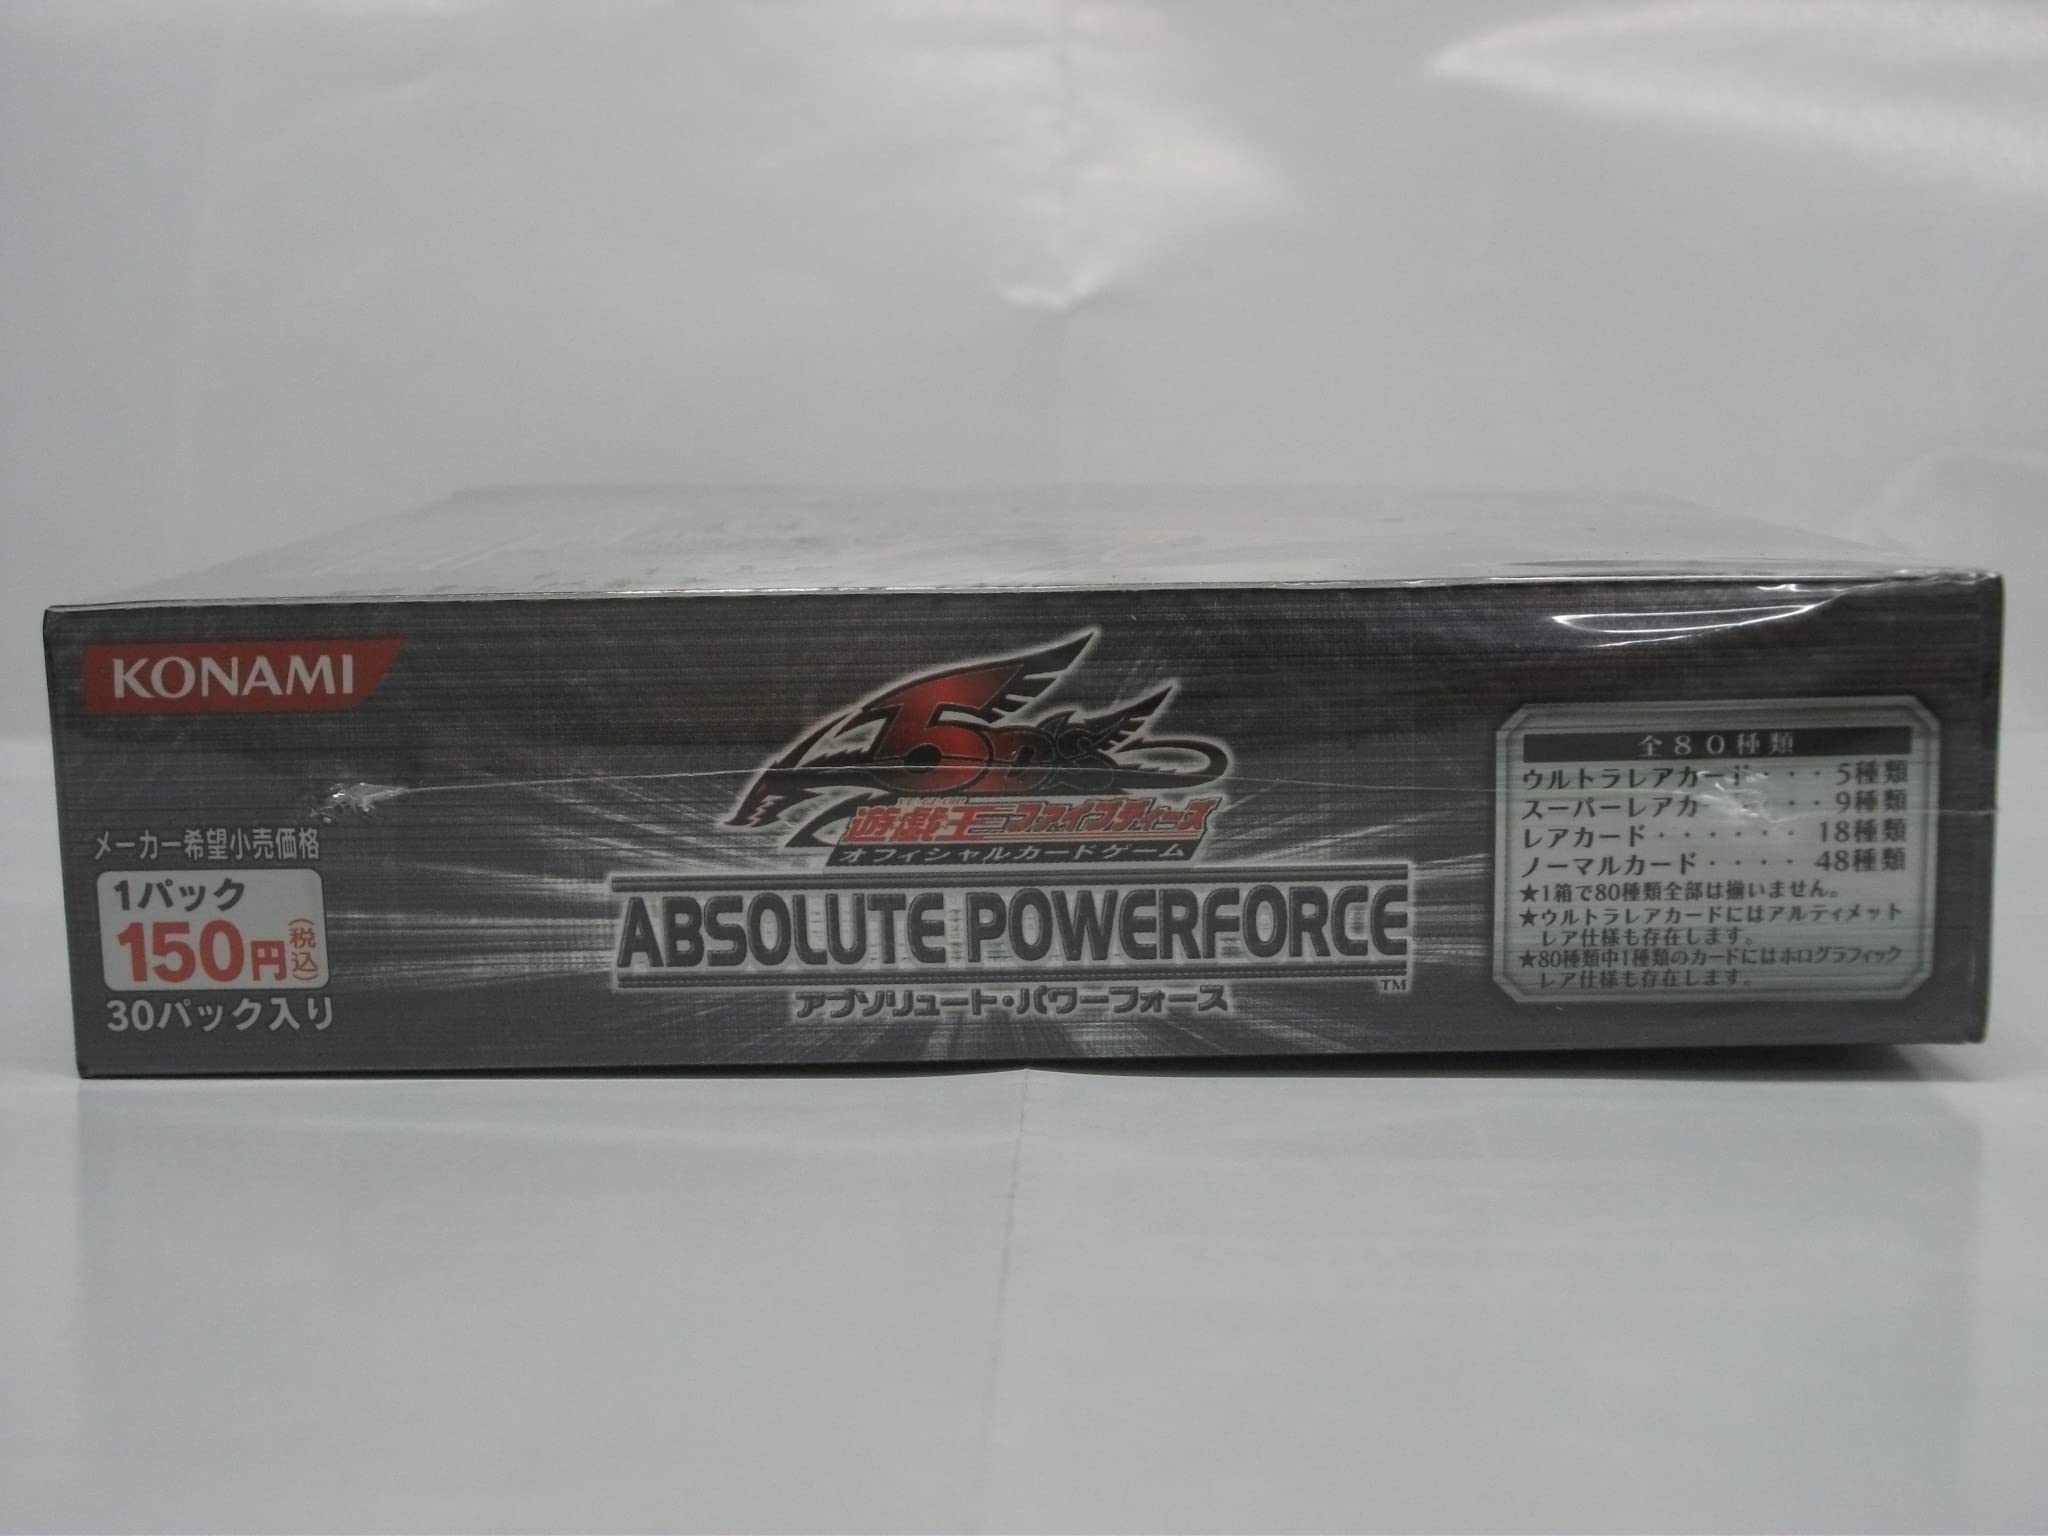 KONAMI
メーカー希望小売価格
1パック
150円(税込)
30パック入り
5D's
遊戯王ファイブディーズ
オフィシャルカードゲーム
ABSOLUTE POWERFORCE
TM
アブソリュート・パワーフォース
全80種類
ウルトラレアカード・・・5種類
スーパーレアカ・・・9種類
レアカード・・・・・・18種類
ノーマルカード・・・・48種類
★1箱で80種類全部は揃いません。
★ウルトラレアカードにはアルティメット
レア仕様も存在します。
★80種類中1種類のカードにはホログラフィック
レア仕様も存在します。